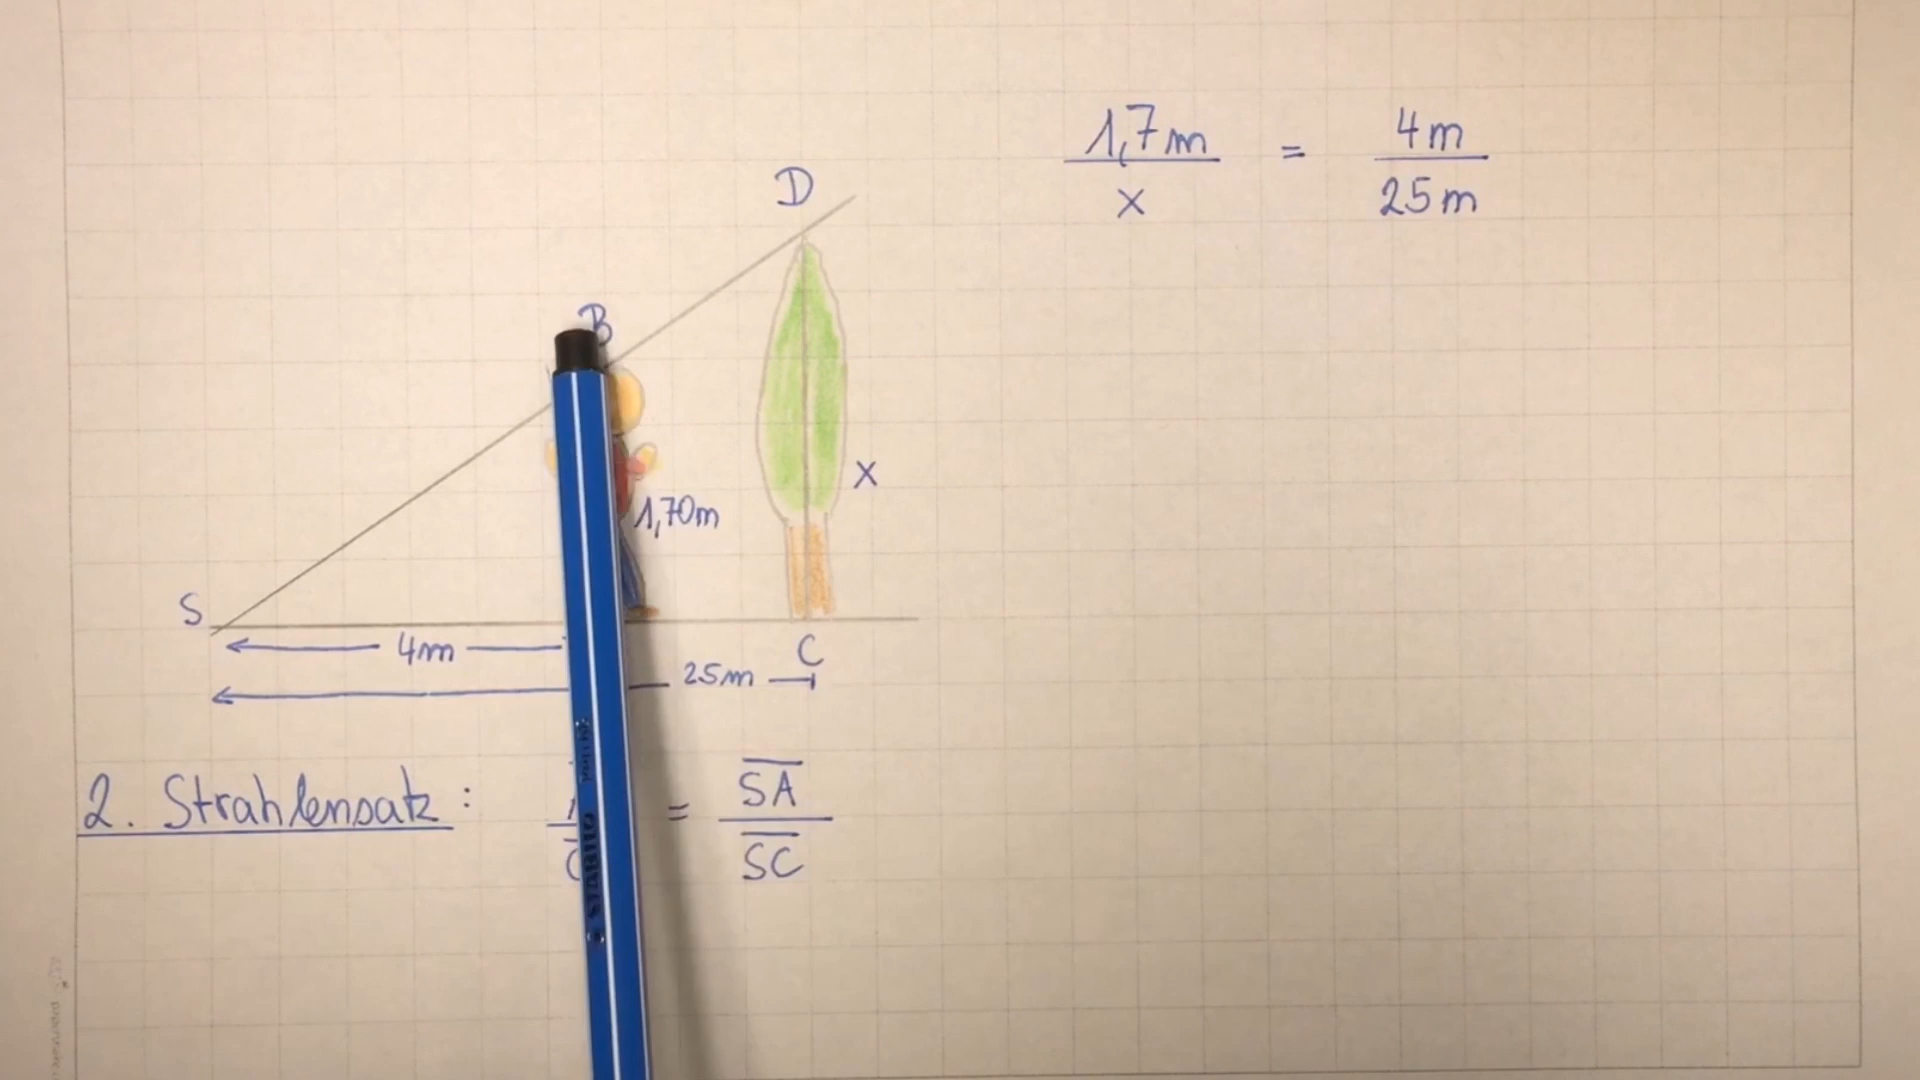 1,7m = 4m
x 25m
D
B
x
1,70m
S
4m
C
25m
2. Strahlensatz: = SA
SC
STABILO